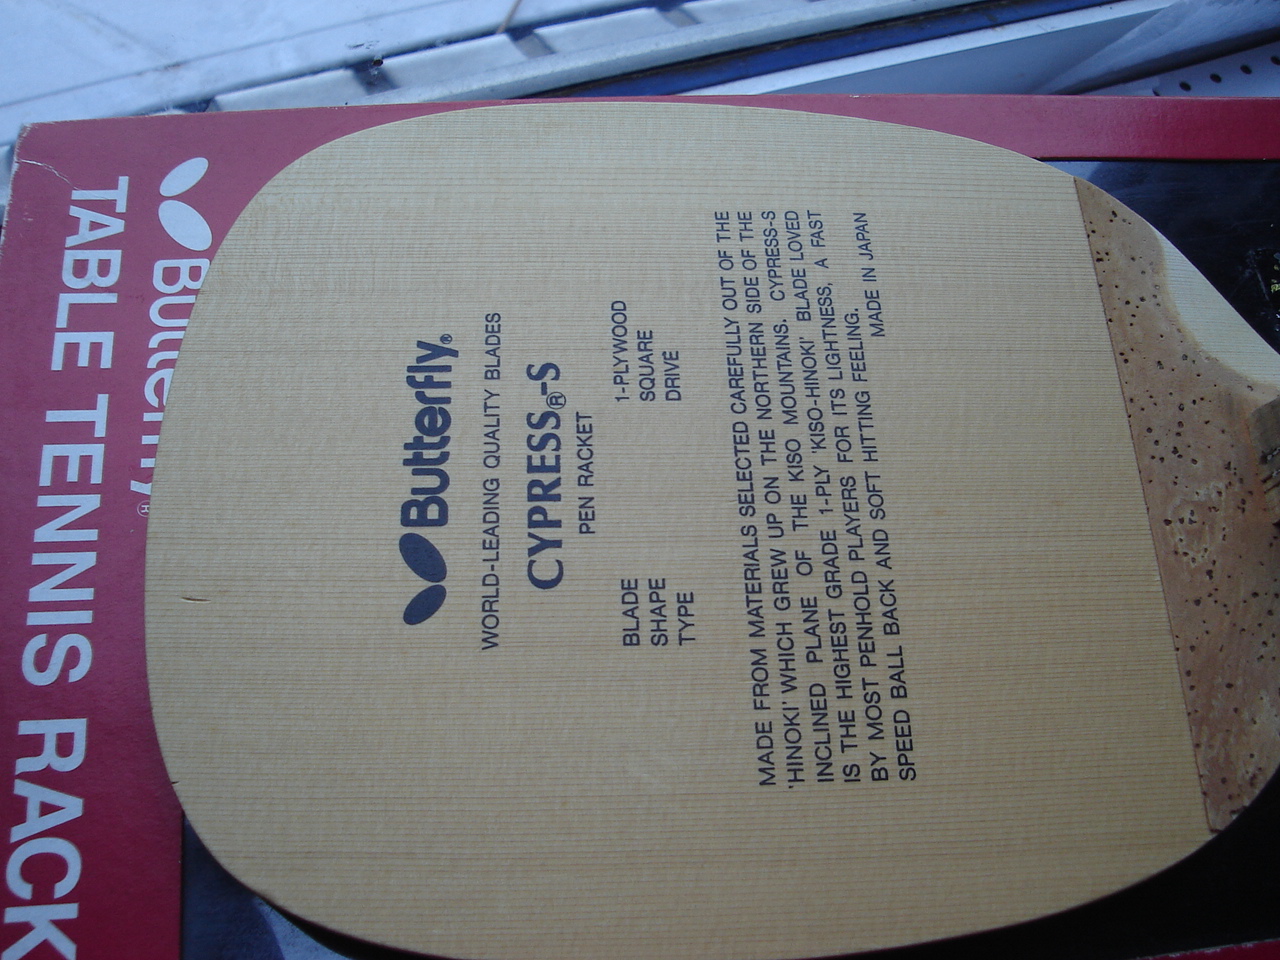 Butterfly®
TABLE TENNIS RACK
Butterfly®
WORLD-LEADING QUALITY BLADES
CYPRESS®-S
PEN RACKET
BLADE 1-PLYWOOD
SHAPE SQUARE
TYPE DRIVE
MADE FROM MATERIALS SELECTED CAREFULLY OUT OF THE
'HINOKI' WHICH GREW UP ON THE NORTHERN SIDE OF THE
INCLINED PLANE OF THE KISO MOUNTAINS. CYPRESS-S
IS THE HIGHEST GRADE 1-PLY 'KISO-HINOKI' BLADE LOVED
BY MOST PENHOLD PLAYERS FOR ITS LIGHTNESS, A FAST
SPEED BALL BACK AND SOFT HITTING FEELING.
MADE IN JAPAN